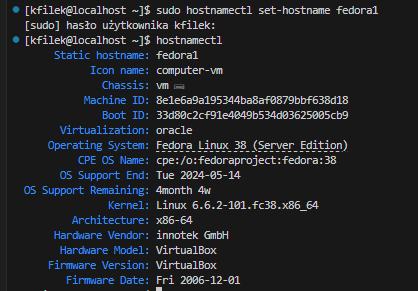 [kfilek@localhost ~]$ sudo hostnamectl set-hostname fedora1
[sudo] hasło użytkownika kfilek:
[kfilek@localhost ~]$ hostnamectl
Static hostname: fedora1
Icon name: computer-vm
Chassis: vm
Machine ID: 8e1e6a9a195344ba8af0879bbf638d18
Boot ID: 33d80c2cf91e4049b534d03625005cb9
Virtualization: oracle
Operating System: Fedora Linux 38 (Server Edition)
CPE OS Name: cpe:/o:fedoraproject:fedora:38
OS Support End: Tue 2024-05-14
OS Support Remaining: 4month 4w
Kernel: Linux 6.6.2-101.fc38.x86_64
Architecture: x86-64
Hardware Vendor: innotek GmbH
Hardware Model: VirtualBox
Firmware Version: VirtualBox
Firmware Date: Fri 2006-12-01